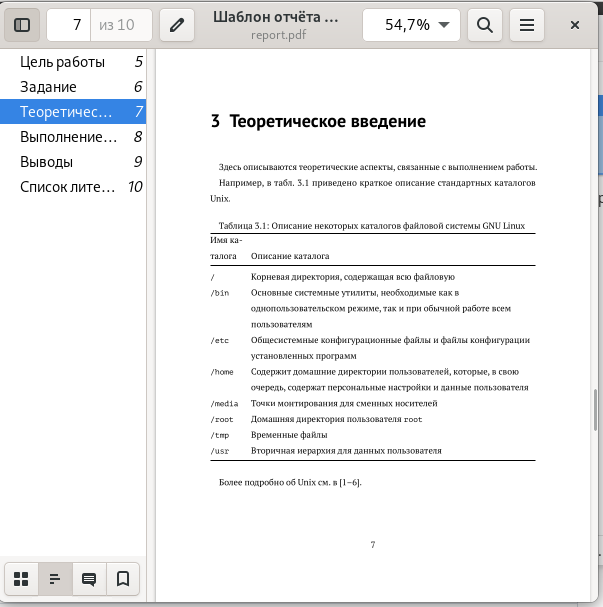 7
из 10
Шаблон отчёта ...
report.pdf
54,7%
Цель работы 5
Задание 6
Теоретичес... 7
Выполнение... 8
Выводы 9
Список лите... 10
3 Теоретическое введение
Здесь описываются теоретические аспекты, связанные с выполнением работы.
Например, в табл. 3.1 приведено краткое описание стандартных каталогов
Unix.
Таблица 3.1: Описание некоторых каталогов файловой системы GNU Linux
Имя ка-
талога Описание каталога
/ Корневая директория, содержащая всю файловую
/bin Основные системные утилиты, необходимые как в
однопользовательском режиме, так и при обычной работе всем
пользователям
/etc Общесистемные конфигурационные файлы и файлы конфигурации
установленных программ
/home Содержит домашние директории пользователей, которые, в свою
очередь, содержат персональные настройки и данные пользователя
/media Точки монтирования для сменных носителей
/root Домашняя директория пользователя root
/tmp Временные файлы
/usr Вторичная иерархия для данных пользователя
Более подробно об Unix см. в [1–6].
7